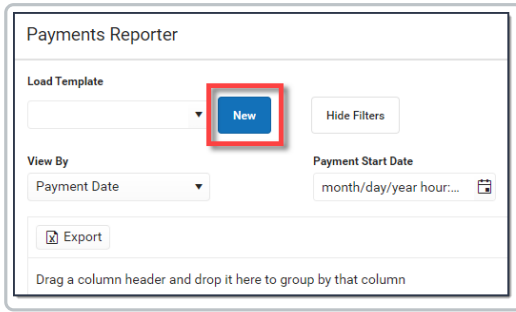 Payments Reporter
Load Template
New
Hide Filters
View By
Payment Start Date
Payment Date
month/day/year hour:...
Export
Drag a column header and drop it here to group by that column